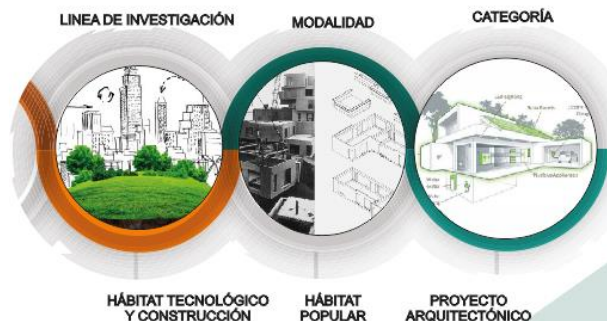 LINEA DE INVESTIGACIÓN
MODALIDAD
CATEGORÍA
HÁBITAT TECNOLÓGICO
Y CONSTRUCCIÓN
HÁBITAT
POPULAR
PROYECTO
ARQUITECTÓNICO